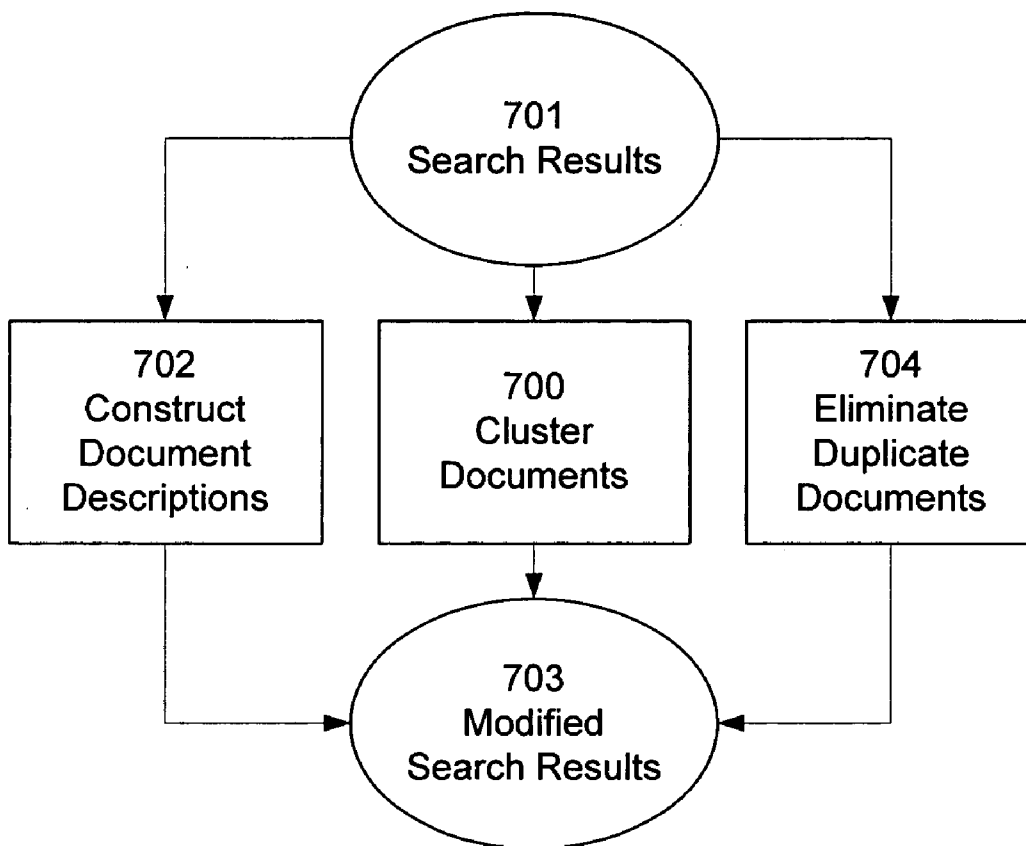 701
Search Results
702
Construct
Document
Descriptions
700
Cluster
Documents
704
Eliminate
Duplicate
Documents
703
Modified
Search Results